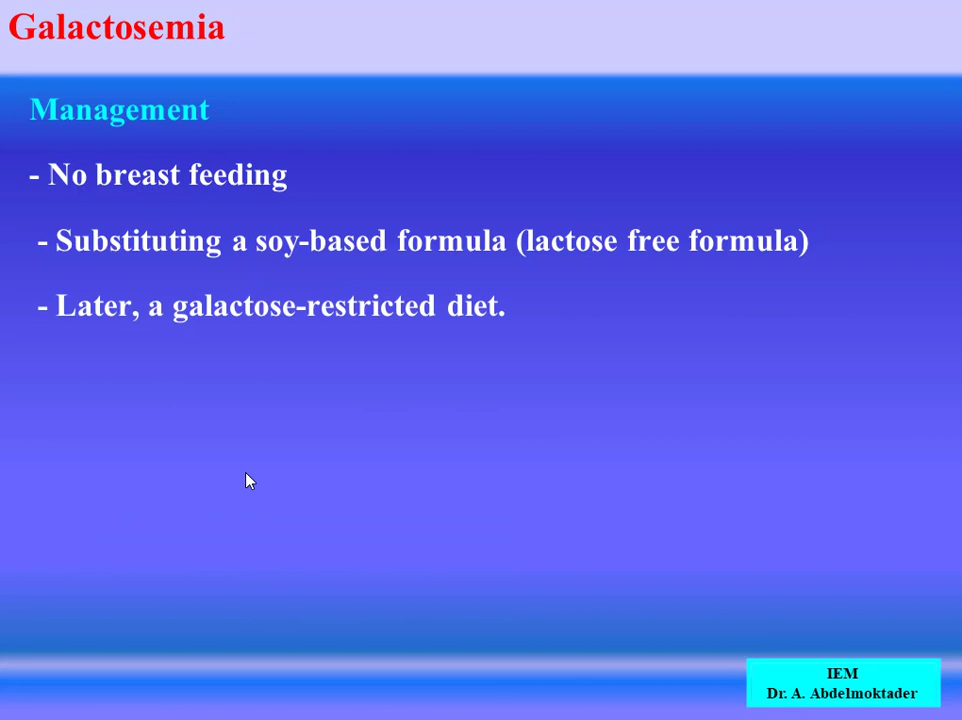 Galactosemia
Management
- No breast feeding
- Substituting a soy-based formula (lactose free formula)
- Later, a galactose-restricted diet.
IEM
Dr. A. Abdelmoktader